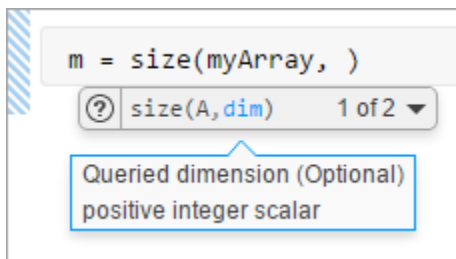 m = size(myArray, )
? size(A,dim) 1 of 2
Queried dimension (Optional)
positive integer scalar